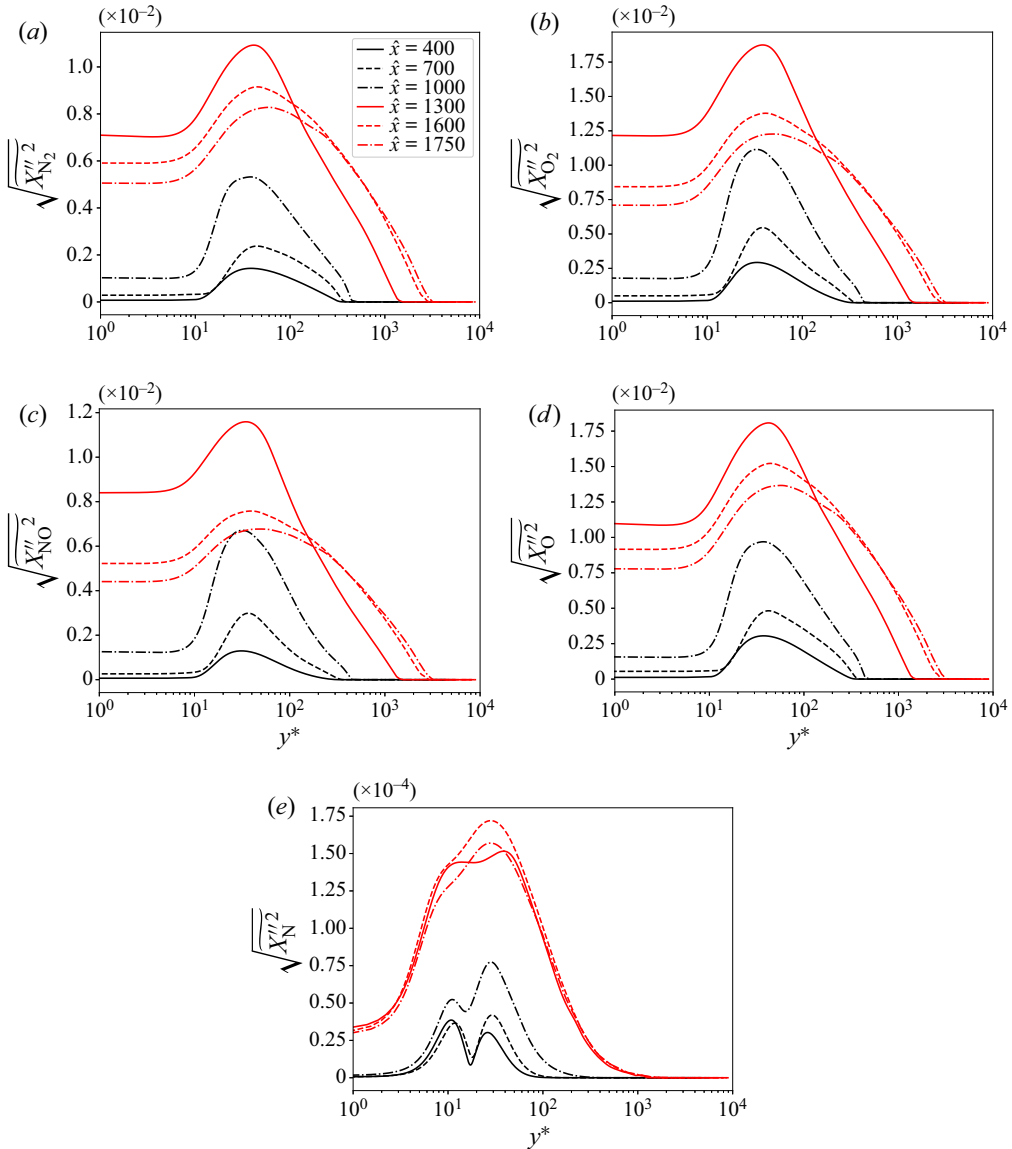 (a)
(×10⁻²)
1.0
0.8
0.6
0.4
0.2
0
10⁰ 10¹ 10² 10³ 10⁴
√X″²N₂
x̂ = 400
x̂ = 700
x̂ = 1000
x̂ = 1300
x̂ = 1600
x̂ = 1750
(b)
(×10⁻²)
1.75
1.50
1.25
1.00
0.75
0.50
0.25
0
10⁰ 10¹ 10² 10³ 10⁴
√X″²O₂
(c)
(×10⁻²)
1.2
1.0
0.8
0.6
0.4
0.2
0
10⁰ 10¹ 10² 10³ 10⁴
√X″²NO
y*
(d)
(×10⁻²)
1.75
1.50
1.25
1.00
0.75
0.50
0.25
0
10⁰ 10¹ 10² 10³ 10⁴
√X″²O
y*
(e)
(×10⁻⁴)
1.75
1.50
1.25
1.00
0.75
0.50
0.25
0
10⁰ 10¹ 10² 10³ 10⁴
√X″²N
y*